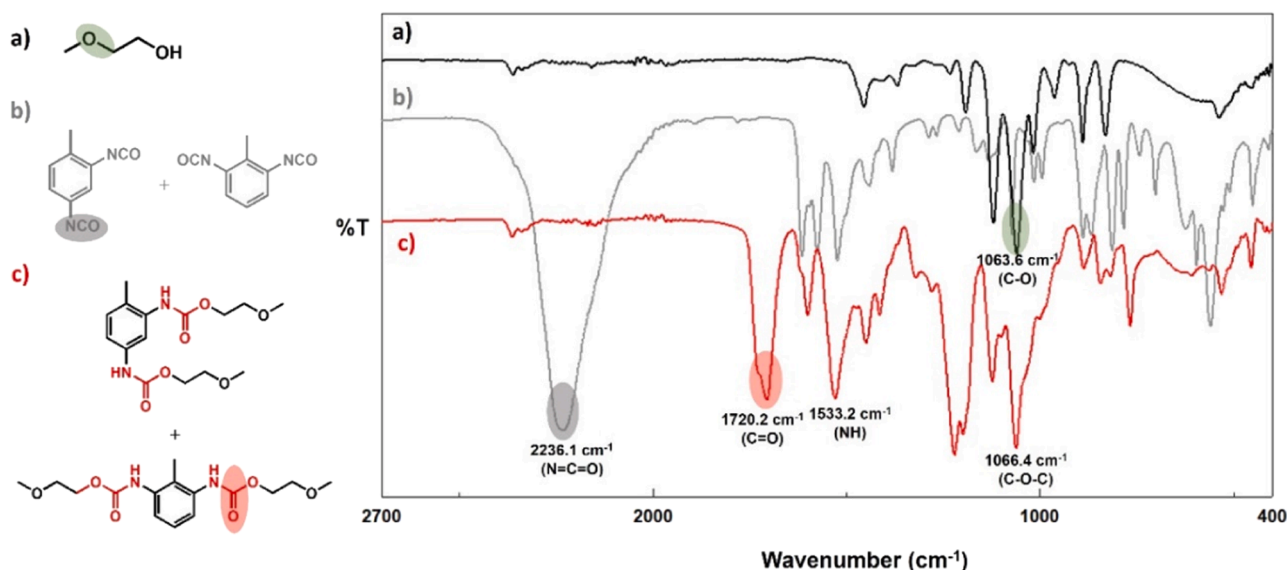 a)
O
OH
b)
NCO
NCO
+
OCN
NCO
c)
HN
O
O
O
HN
O
O
O
+
O
O
H
N
O
H
N
O
O
O
%T
a)
b)
c)
1063.6 cm-1
(C-O)
2236.1 cm-1
(N=C=O)
1720.2 cm-1
(C=O)
1533.2 cm-1
(NH)
1066.4 cm-1
(C-O-C)
2700
2000
1000
400
Wavenumber (cm-1)